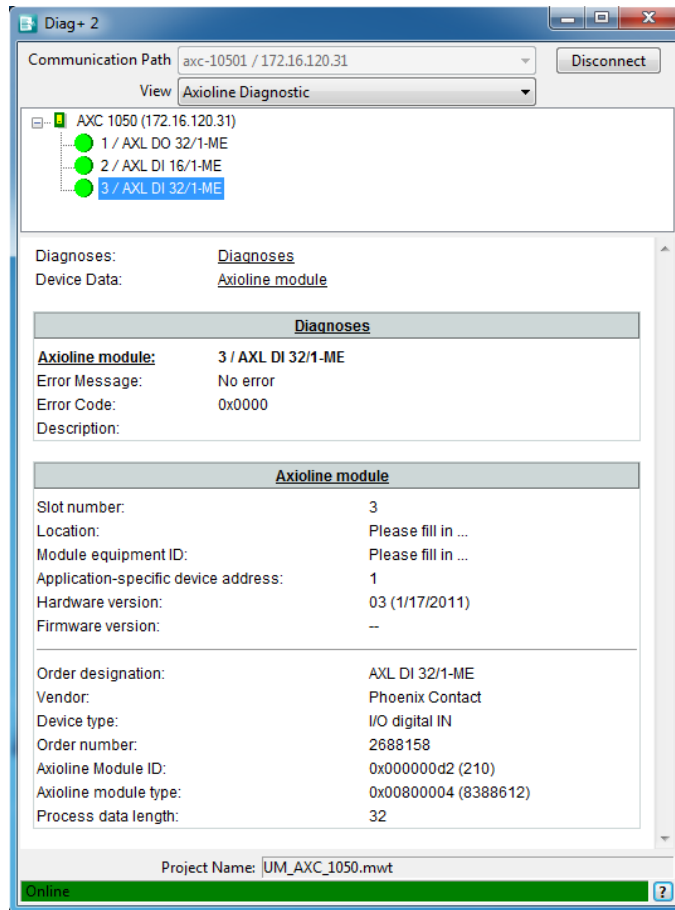 Diag+ 2
Communication Path axc-10501 / 172.16.120.31 Disconnect
View Axioline Diagnostic
AXC 1050 (172.16.120.31)
1 / AXL DO 32/1-ME
2 / AXL DI 16/1-ME
3 / AXL DI 32/1-ME
Diagnoses: Diagnoses
Device Data: Axioline module
Diagnoses
Axioline module: 3 / AXL DI 32/1-ME
Error Message: No error
Error Code: 0x0000
Description:
Axioline module
Slot number: 3
Location: Please fill in ...
Module equipment ID: Please fill in ...
Application-specific device address: 1
Hardware version: 03 (1/17/2011)
Firmware version: --
Order designation: AXL DI 32/1-ME
Vendor: Phoenix Contact
Device type: I/O digital IN
Order number: 2688158
Axioline Module ID: 0x000000d2 (210)
Axioline module type: 0x00800004 (8388612)
Process data length: 32
Project Name: UM_AXC_1050.mwt
Online ?